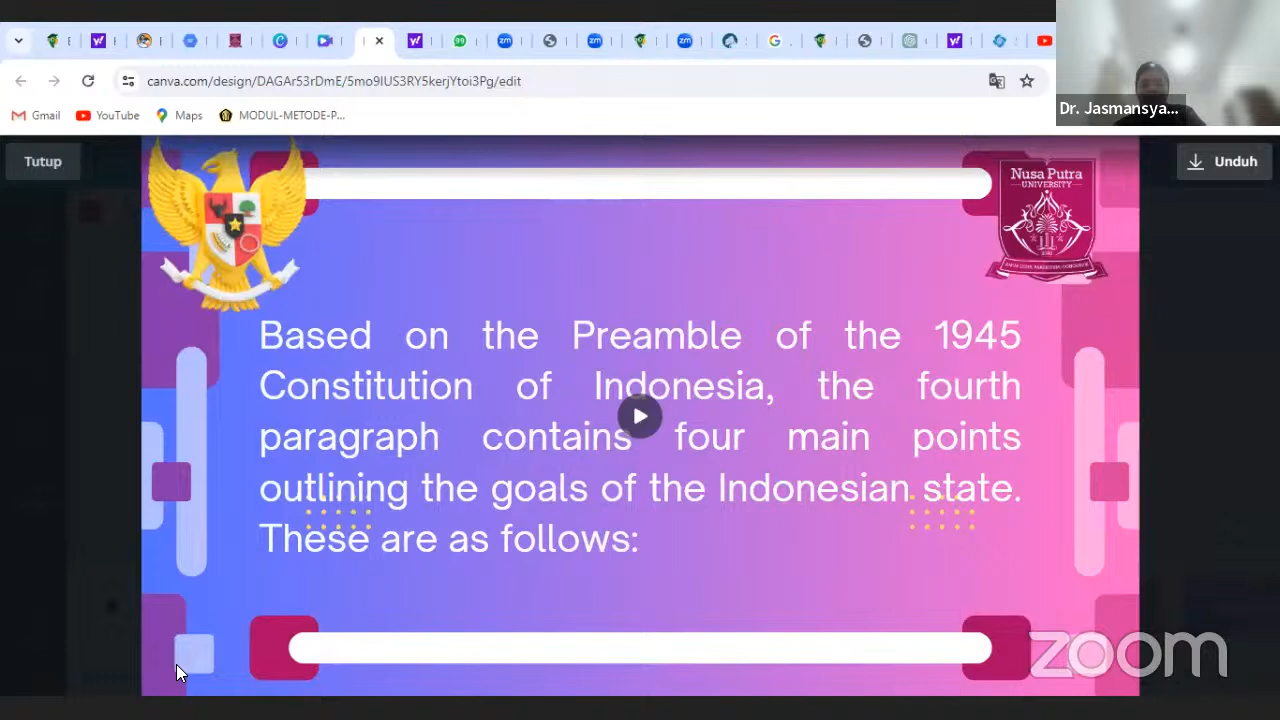 canva.com/design/DAGAr53rDmE/5mo9IUS3RY5kerjYtoi3Pg/edit
Gmail YouTube Maps MODUL-METODE-P...
Dr. Jasmansya...
Tutup
Unduh
Nusa Putra
UNIVERSITY
Based on the Preamble of the 1945
Constitution of Indonesia, the fourth
paragraph contains four main points
outlining the goals of the Indonesian state.
These are as follows:
zoom